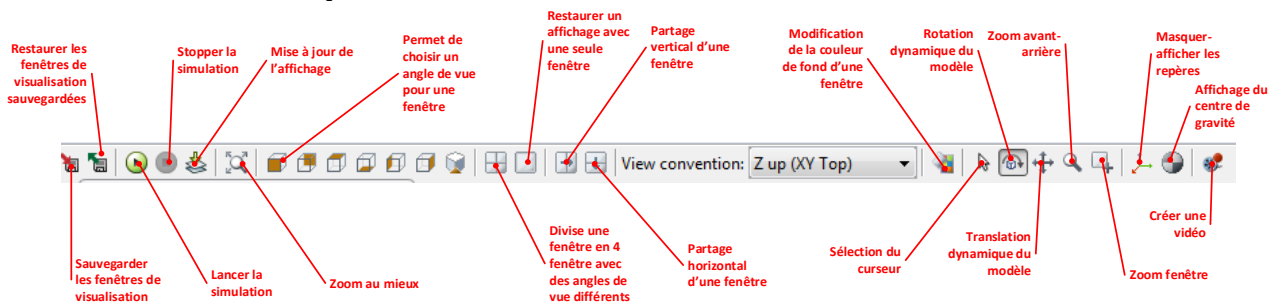 Restaurer les
fenêtres de
visualisation
sauvegardées
Stopper la
simulation
Mise à jour de
l'affichage
Permet de
choisir un
angle de vue
pour une
fenêtre
Restaurer un
affichage avec
une seule
fenêtre
Partage
vertical d'une
fenêtre
Modification
de la couleur
de fond d'une
fenêtre
Rotation
dynamique du
modèle
Zoom avant-
arrière
Masquer-
afficher les
repères
Affichage du
centre de
gravité
View convention: Z up (XY Top)
Sauvegarder
les fenêtres de
visualisation
Lancer la
simulation
Zoom au mieux
Divise une
fenêtre en 4
fenêtre avec
des angles de
vue différents
Partage
horizontal
d'une fenêtre
Sélection du
curseur
Translation
dynamique du
modèle
Zoom fenêtre
Créer une
vidéo